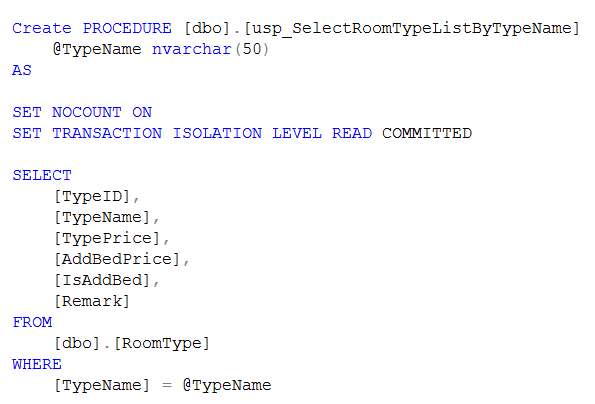 Create PROCEDURE [dbo].[usp_SelectRoomTypeListByTypeName]
    @TypeName nvarchar(50)
AS

SET NOCOUNT ON
SET TRANSACTION ISOLATION LEVEL READ COMMITTED

SELECT
    [TypeID],
    [TypeName],
    [TypePrice],
    [AddBedPrice],
    [IsAddBed],
    [Remark]
FROM
    [dbo].[RoomType]
WHERE
    [TypeName] = @TypeName